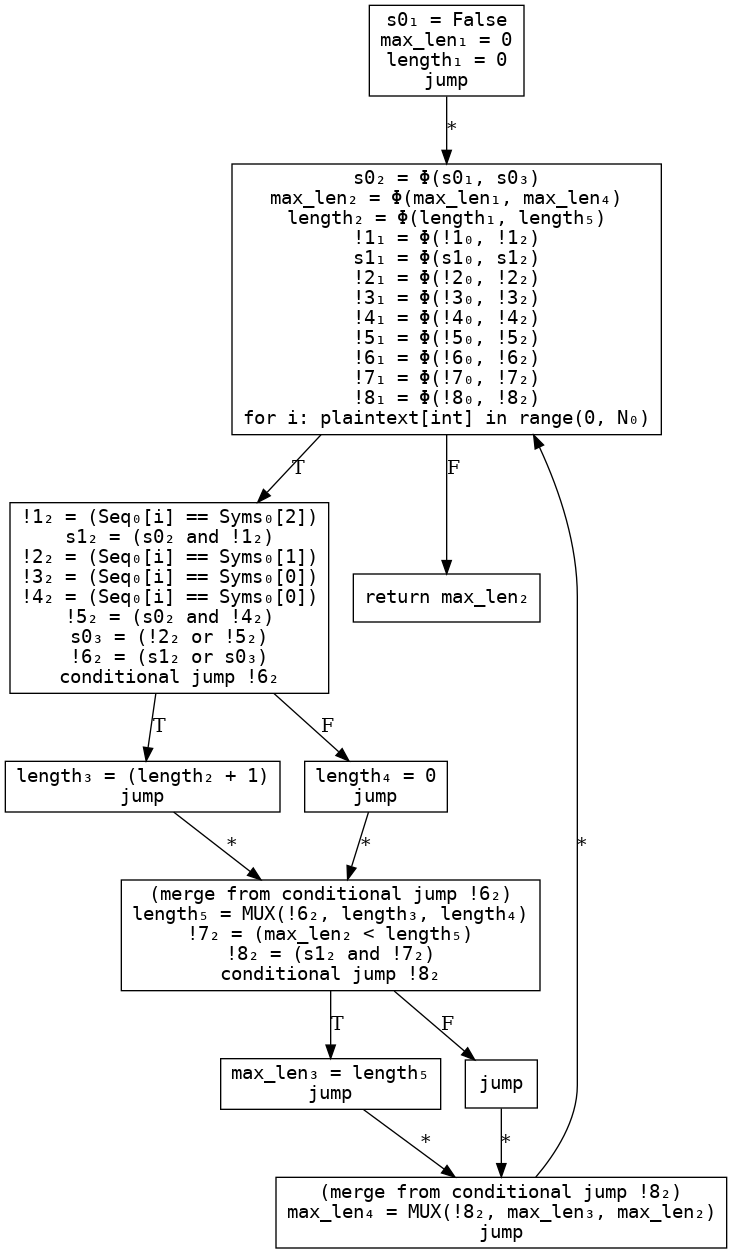 s0₁ = False
max_len₁ = 0
length₁ = 0
jump
*
s0₂ = Φ(s0₁, s0₃)
max_len₂ = Φ(max_len₁, max_len₄)
length₂ = Φ(length₁, length₅)
!1₁ = Φ(!1₀, !1₂)
s1₁ = Φ(s1₀, s1₂)
!2₁ = Φ(!2₀, !2₂)
!3₁ = Φ(!3₀, !3₂)
!4₁ = Φ(!4₀, !4₂)
!5₁ = Φ(!5₀, !5₂)
!6₁ = Φ(!6₀, !6₂)
!7₁ = Φ(!7₀, !7₂)
!8₁ = Φ(!8₀, !8₂)
for i: plaintext[int] in range(0, N₀)
T
F
!1₂ = (Seq₀[i] == Syms₀[2])
s1₂ = (s0₂ and !1₂)
!2₂ = (Seq₀[i] == Syms₀[1])
!3₂ = (Seq₀[i] == Syms₀[0])
!4₂ = (Seq₀[i] == Syms₀[0])
!5₂ = (s0₂ and !4₂)
s0₃ = (!2₂ or !5₂)
!6₂ = (s1₂ or s0₃)
conditional jump !6₂
return max_len₂
T
F
length₃ = (length₂ + 1)
jump
length₄ = 0
jump
*
*
*
(merge from conditional jump !6₂)
length₅ = MUX(!6₂, length₃, length₄)
!7₂ = (max_len₂ < length₅)
!8₂ = (s1₂ and !7₂)
conditional jump !8₂
T
F
max_len₃ = length₅
jump
jump
*
*
(merge from conditional jump !8₂)
max_len₄ = MUX(!8₂, max_len₃, max_len₂)
jump